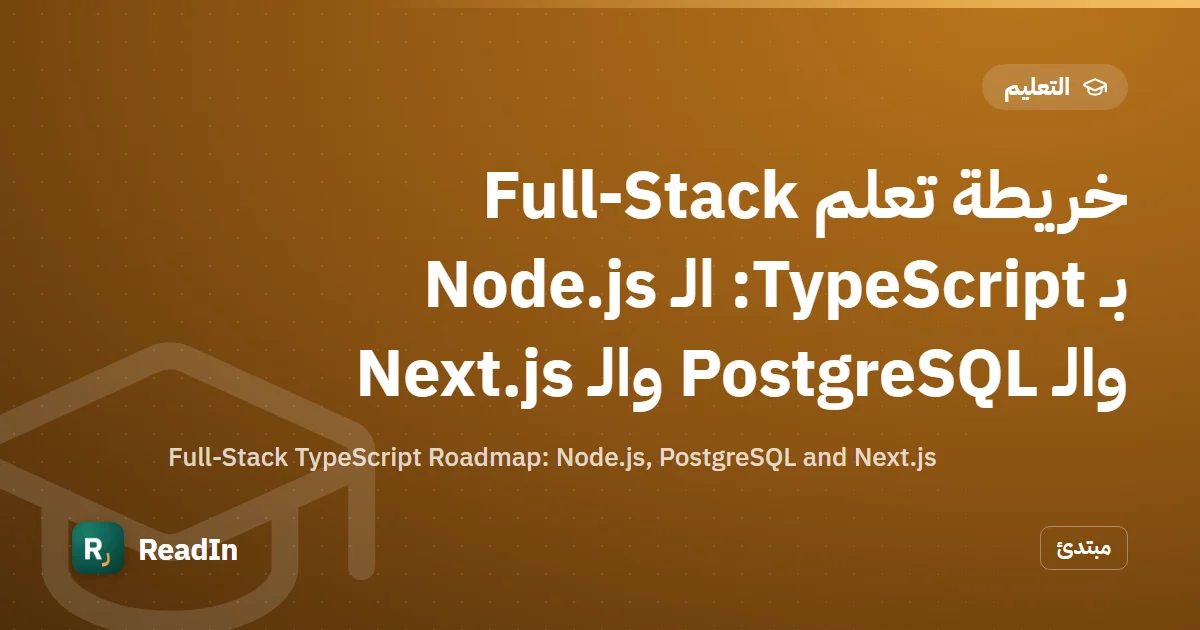 التعليم
خريطة تعلم Full-Stack
بـ TypeScript: الـ Node.js
والـ PostgreSQL والـ Next.js
Full-Stack TypeScript Roadmap: Node.js, PostgreSQL and Next.js
مبتدئ
Rر ReadIn